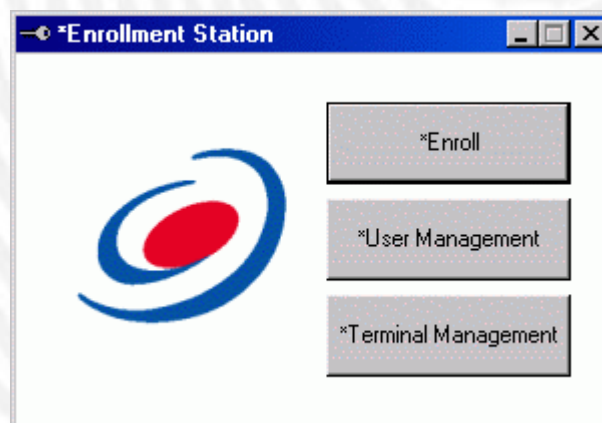 *Enrollment Station
*Enroll
*User Management
*Terminal Management